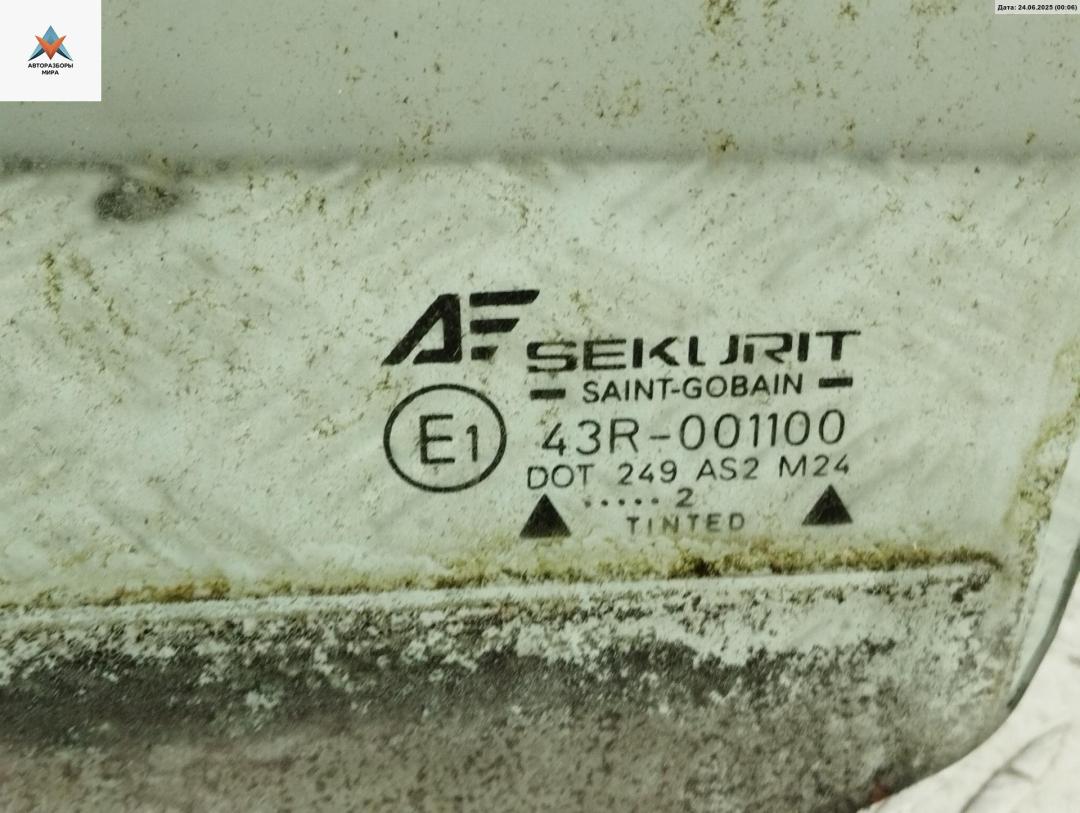 Дата: 24.06.2025 (00:06)
АВТОРАЗБОРЫ
МИРА
AF
SEKURIT
SAINT-GOBAIN
E1 43R-001100
DOT 249 AS2 M24
..... 2
TINTED